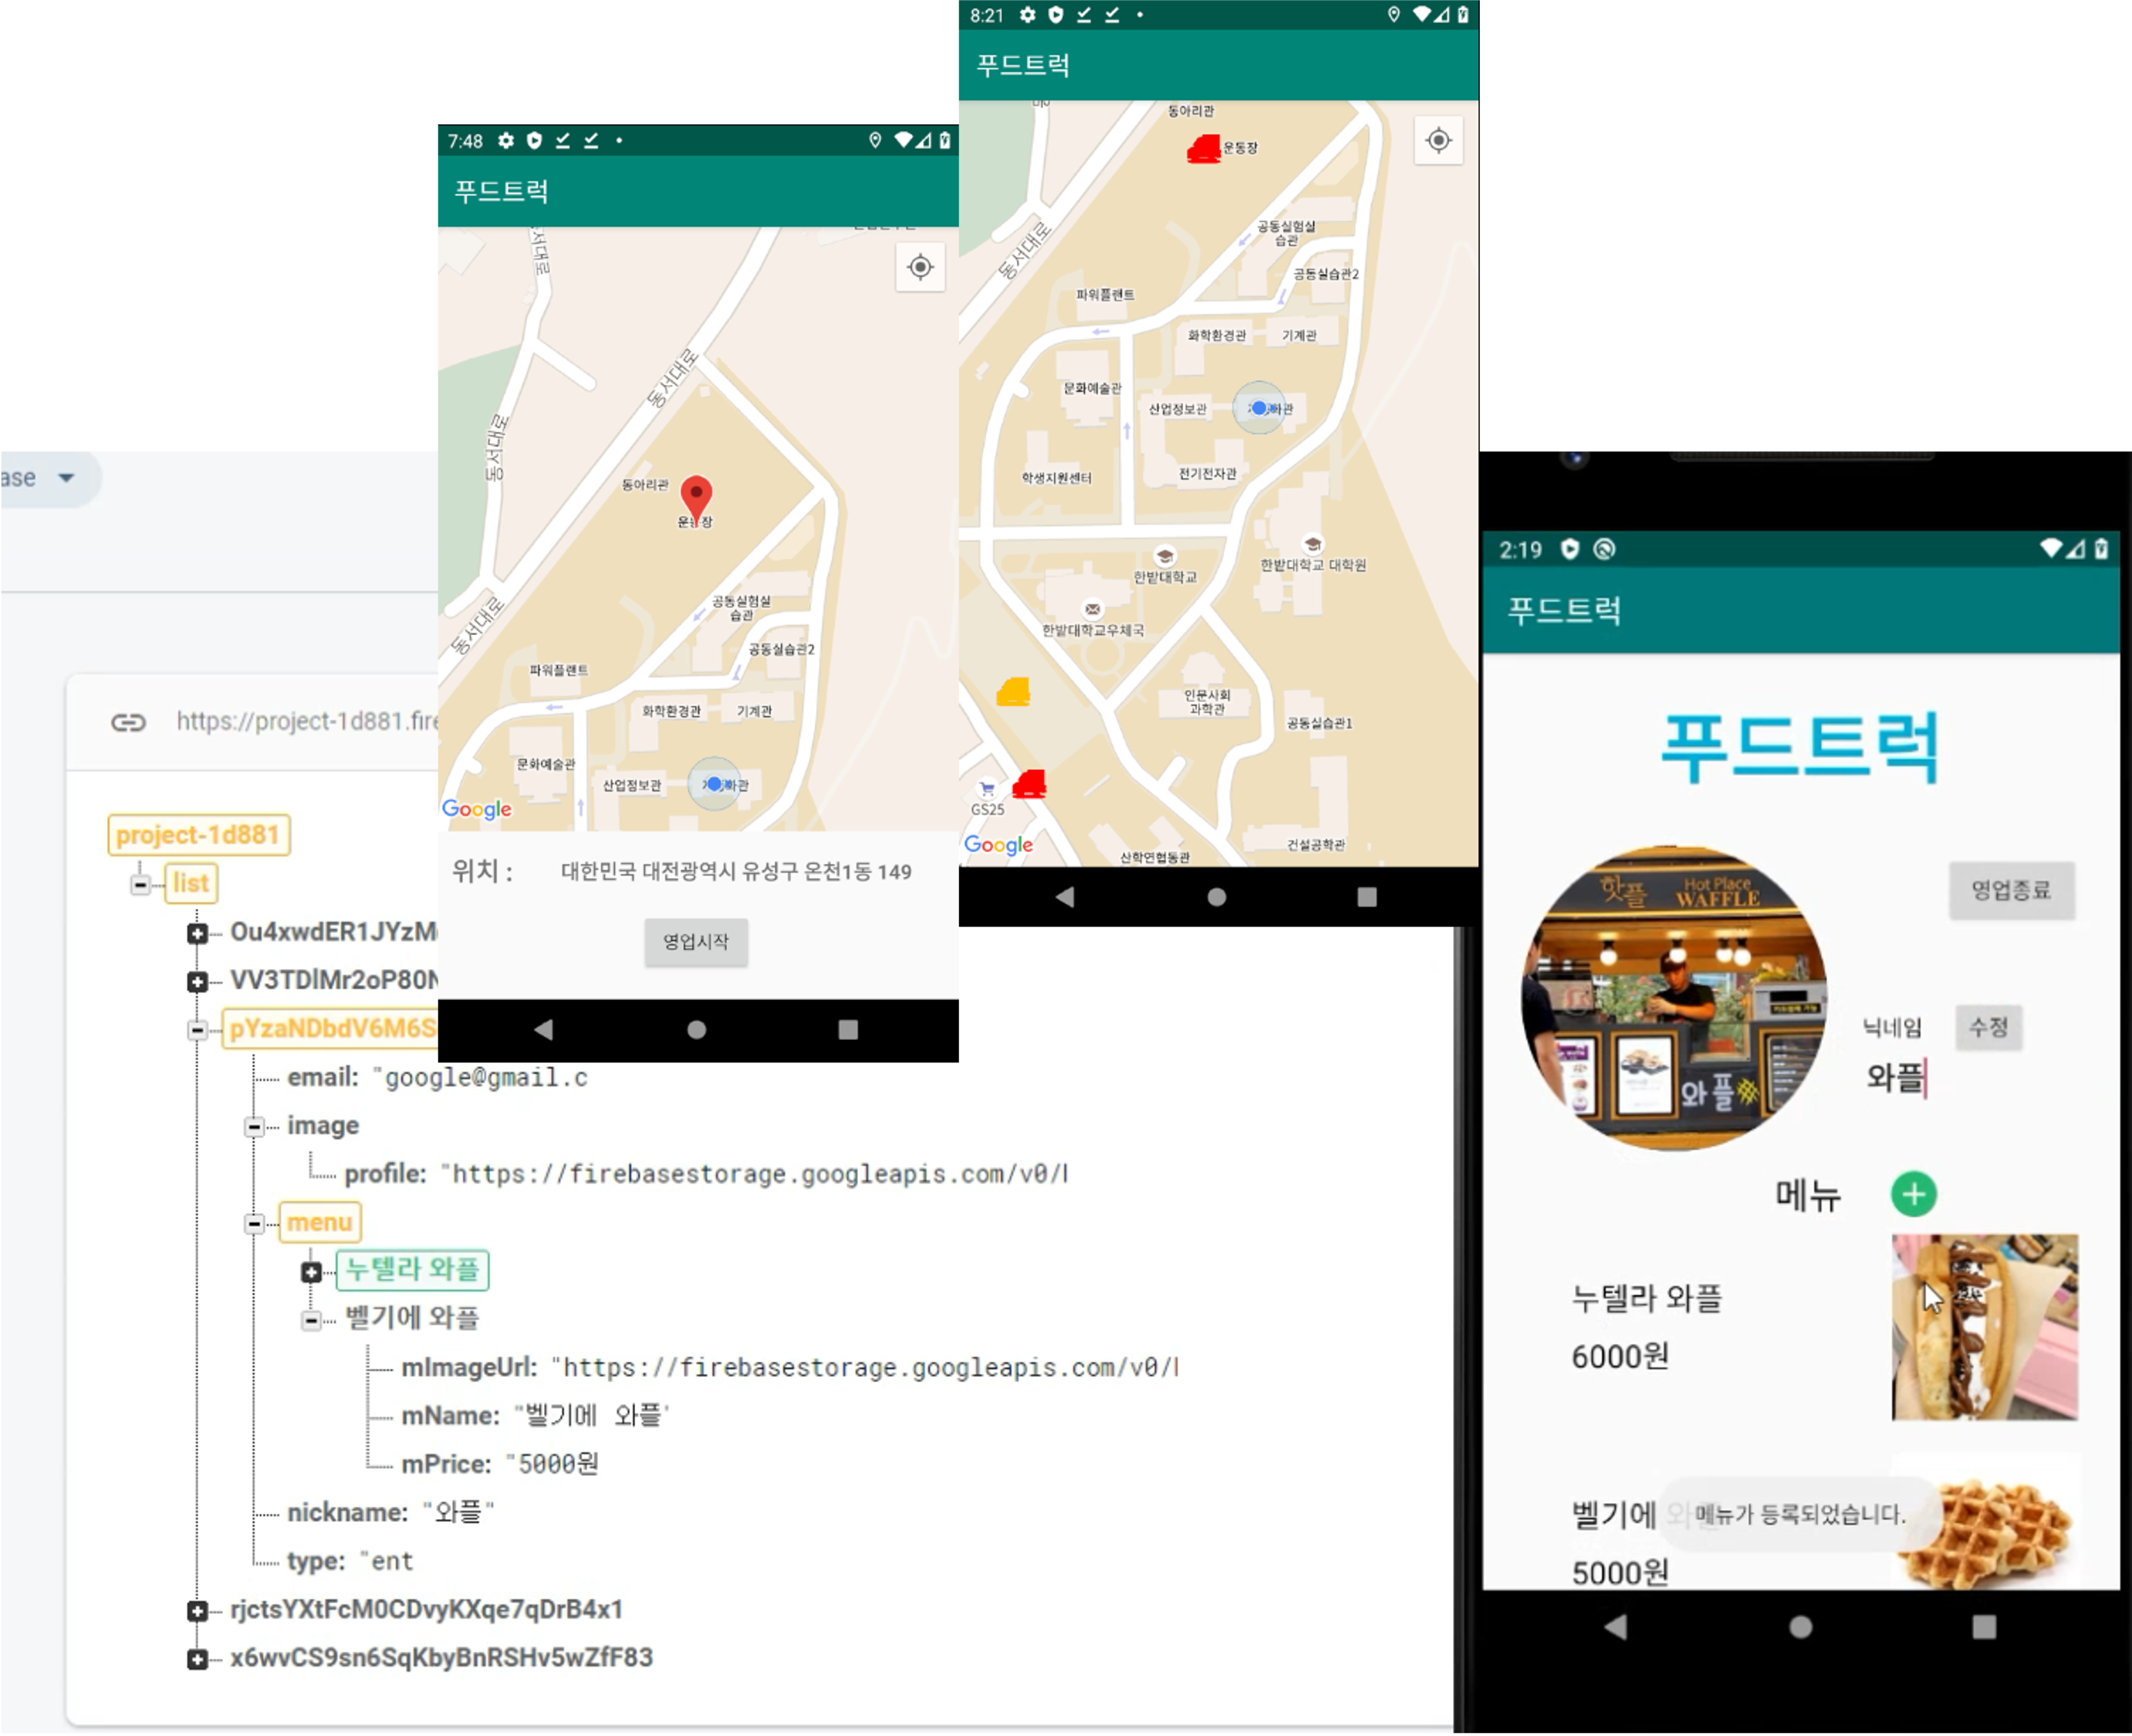 ase
https://project-1d881.fire
project-1d881
list
Ou4xwdER1JYzM
VV3TDlMr2oP80N
pYzaNDbdV6M6S
email: "google@gmail.c
image
profile: "https://firebasestorage.googleapis.com/v0/
menu
누텔라 와플
벨기에 와플
mImageUrl: "https://firebasestorage.googleapis.com/v0/
mName: "벨기에 와플"
mPrice: "5000원
nickname: "와플"
type: "ent
rjctsYXtFcM0CDvyKXqe7qDrB4x1
x6wvCS9sn6SqKbyBnRSHv5wZfF83
7:48
푸드트럭
동서대로
동서대로
동서대로
동서대로
동아리관
운동장
공동실험실
습관
공동실습관2
파워플랜트
화학환경관
기계관
문화예술관
산업정보관
Google
위치 :
대한민국 대전광역시 유성구 온천1동 149
영업시작
8:21
푸드트럭
동아리관
운동장
동서대로
공동실험실
습관
공동실습관2
파워플랜트
화학환경관
기계관
문화예술관
산업정보관
학생지원센터
전기전자관
한밭대학교
한밭대학교 대학원
한밭대학교우체국
인문사회
과학관
공동실습관1
GS25
Google
산학연협동관
건설공학관
2:19
푸드트럭
푸드트럭
핫플
Hot Place
WAFFLE
와플
영업종료
닉네임
수정
와플
메뉴
누텔라 와플
6000원
벨기에 와플
메뉴가 등록되었습니다.
5000원